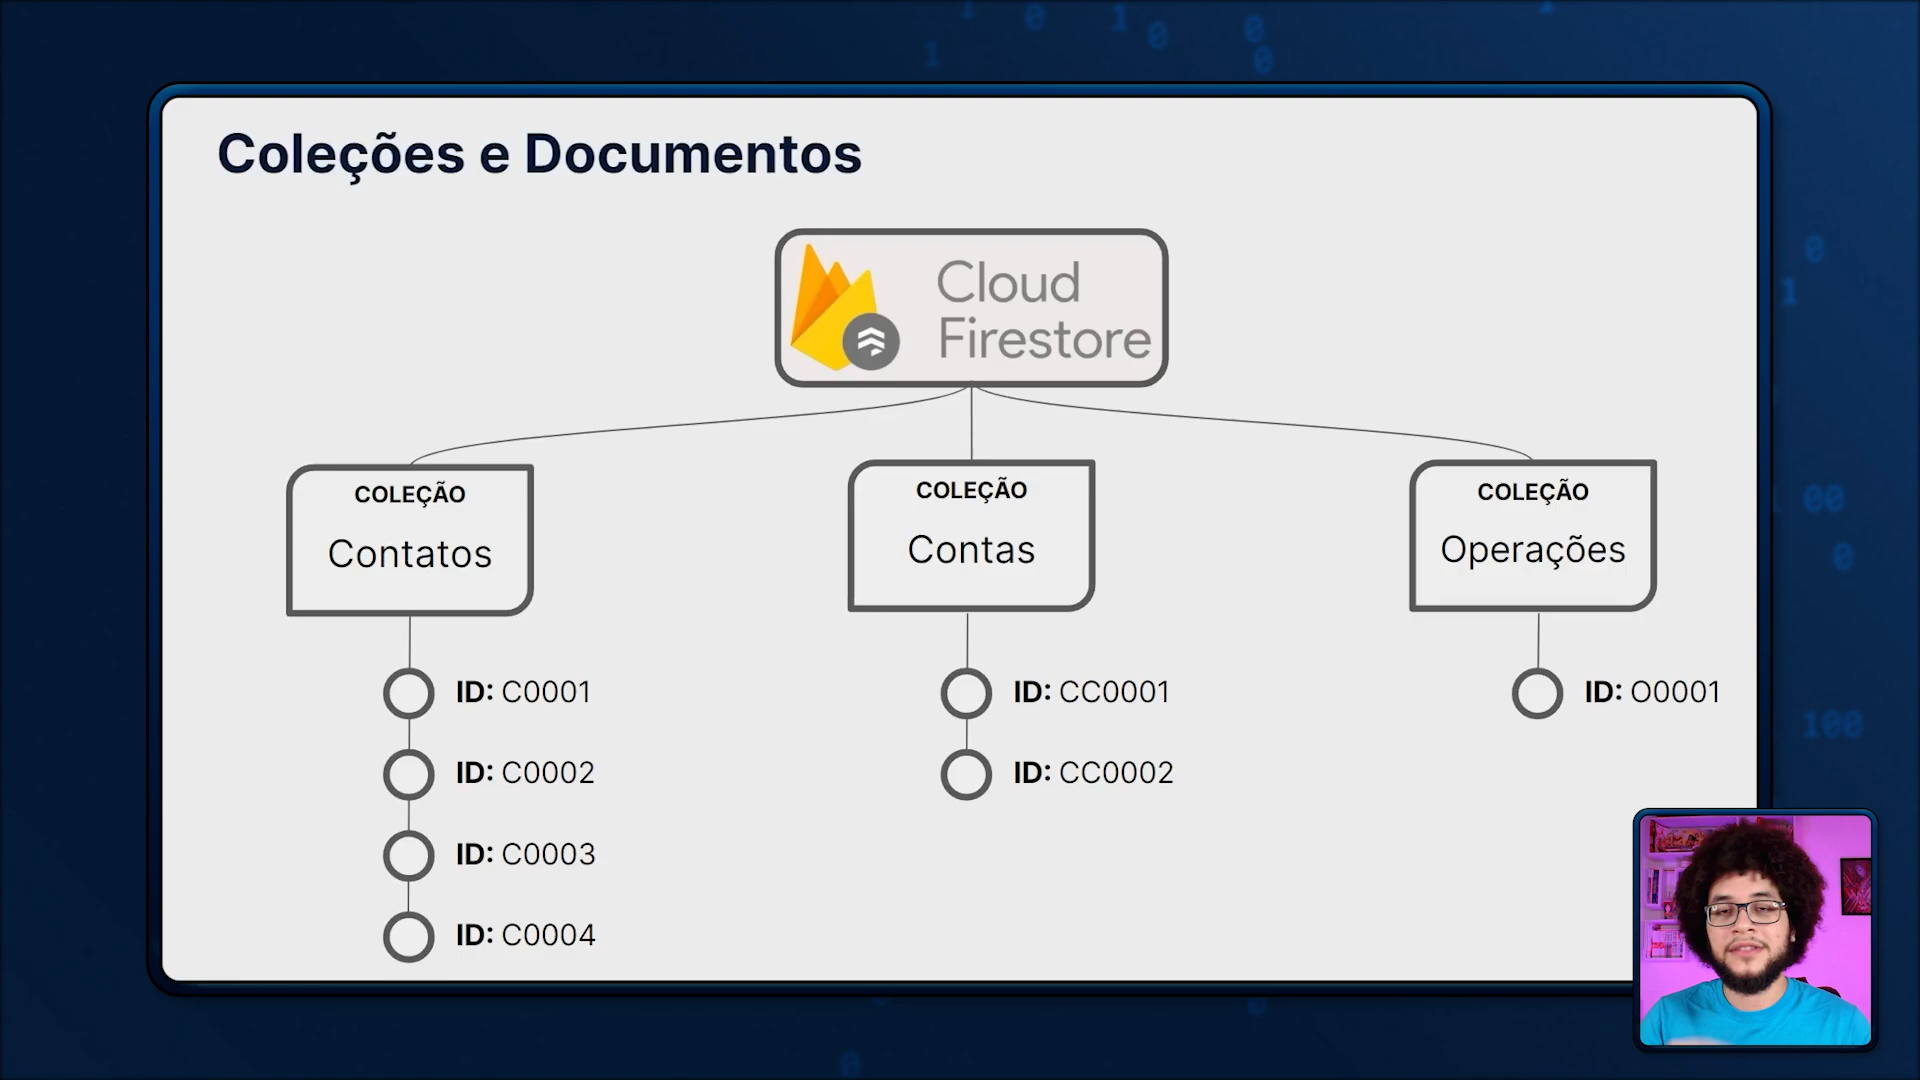 Coleções e Documentos
Cloud
Firestore
COLEÇÃO
Contatos
COLEÇÃO
Contas
COLEÇÃO
Operações
ID: C0001
ID: C0002
ID: C0003
ID: C0004
ID: CC0001
ID: CC0002
ID: O0001